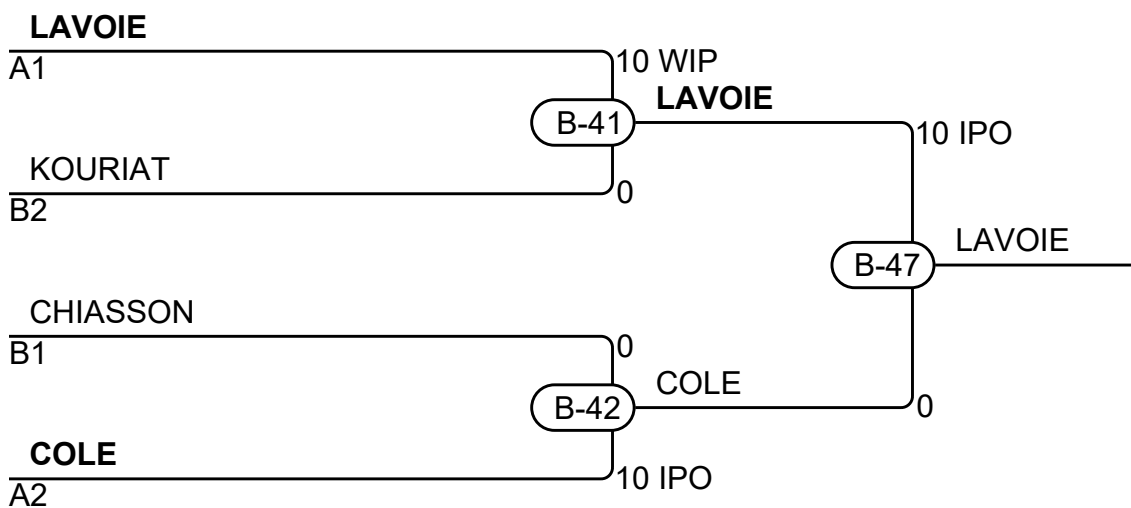 LAVOIE
A1
10 WIP
B-41
LAVOIE
KOURIAT
B2
0
10 IPO
B-47
LAVOIE
CHIASSON
B1
0
B-42
COLE
0
COLE
A2
10 IPO